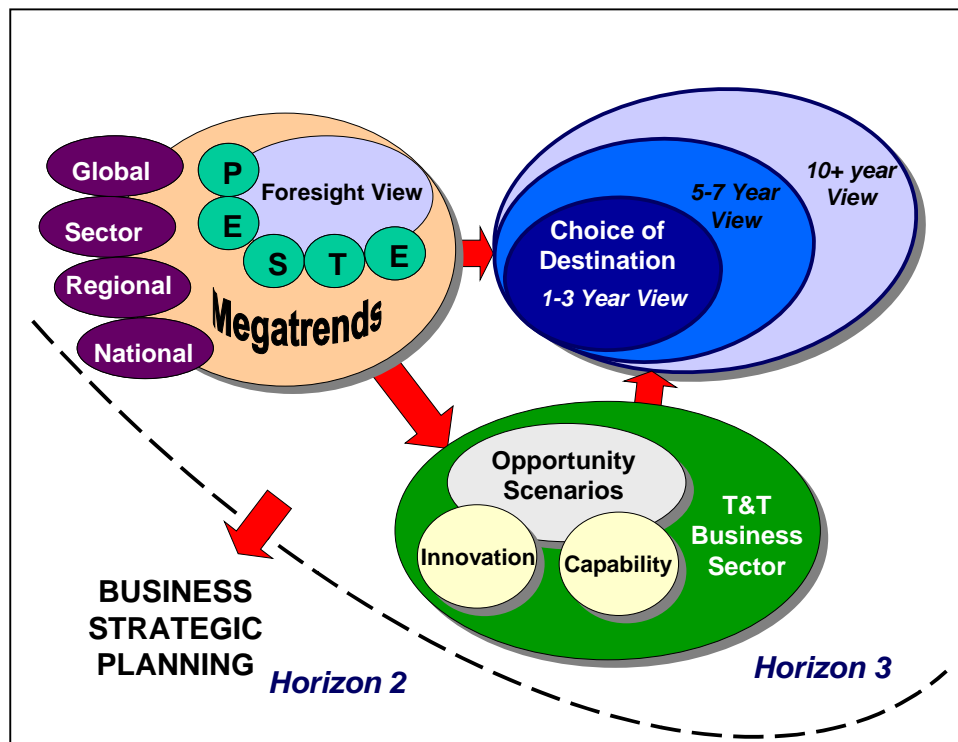 Global
Sector
Regional
National
P
E
S
T
E
Foresight View
Megatrends
10+ year
View
5-7 Year
View
Choice of
Destination
1-3 Year View
Opportunity
Scenarios
Innovation
Capability
T&T
Business
Sector
BUSINESS
STRATEGIC
PLANNING
Horizon 2
Horizon 3